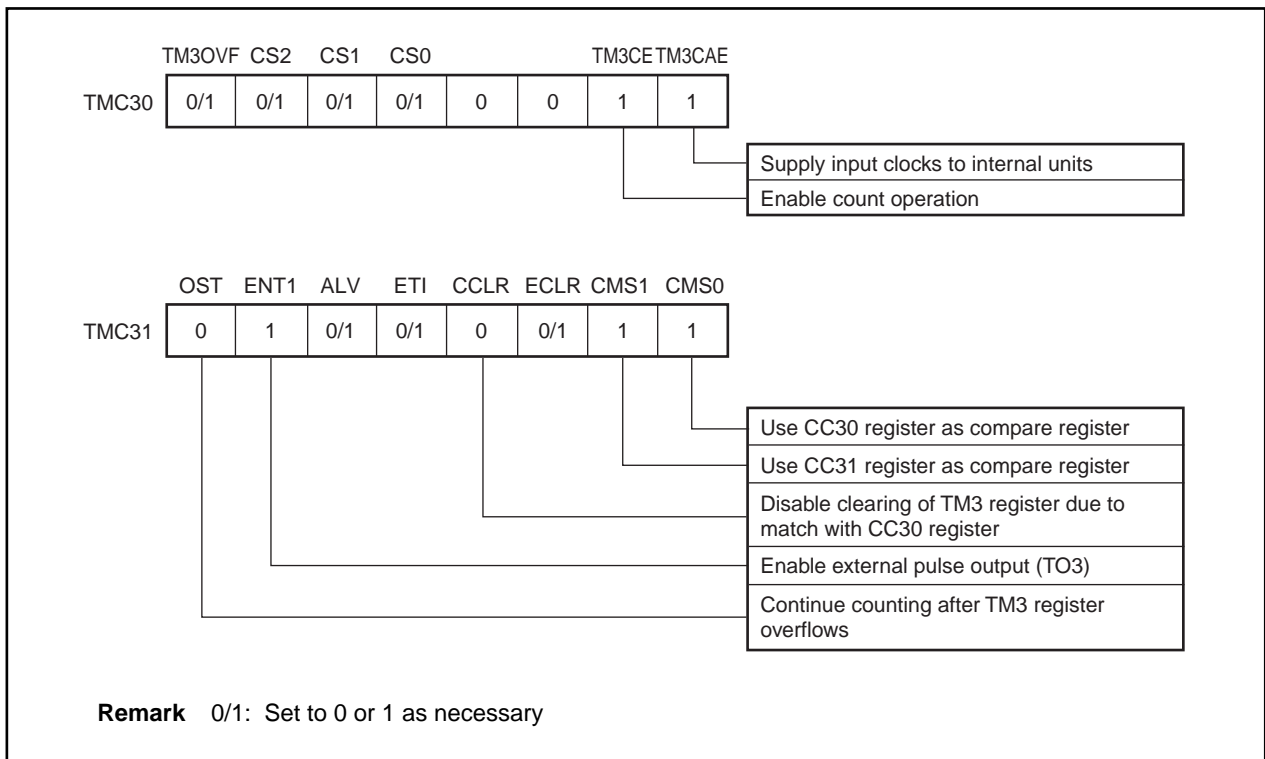 TM3OVF CS2 CS1 CS0 TM3CE TM3CAE
TMC30 0/1 0/1 0/1 0/1 0 0 1 1
Supply input clocks to internal units
Enable count operation
OST ENT1 ALV ETI CCLR ECLR CMS1 CMS0
TMC31 0 1 0/1 0/1 0 0/1 1 1
Use CC30 register as compare register
Use CC31 register as compare register
Disable clearing of TM3 register due to
match with CC30 register
Enable external pulse output (TO3)
Continue counting after TM3 register
overflows
Remark 0/1: Set to 0 or 1 as necessary